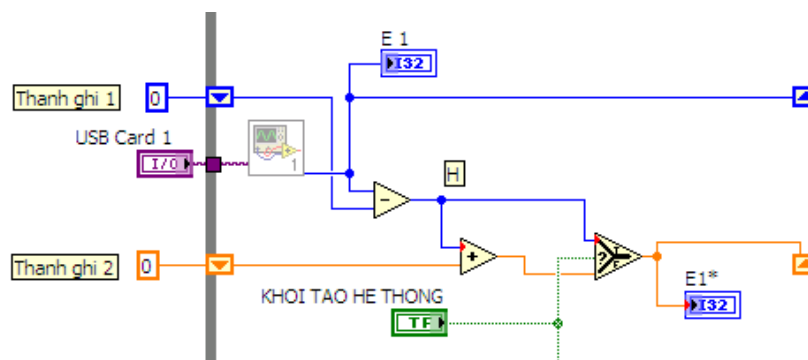 E 1
I32
Thanh ghi 1
0
USB Card 1
I/O
1
H
Thanh ghi 2
0
KHOI TAO HE THONG
TF
?
T
F
E1*
I32